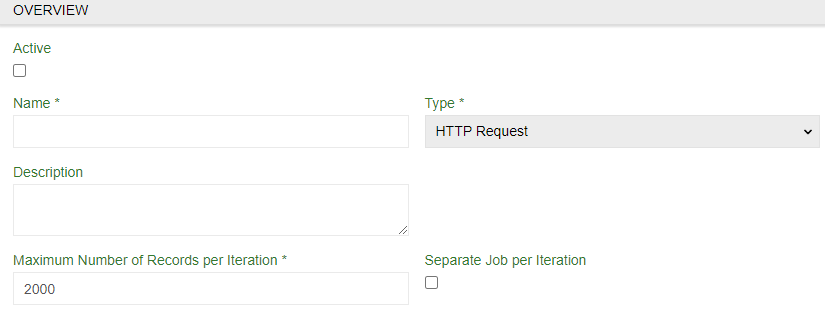 OVERVIEW
Active
Name *
Type *
HTTP Request
Description
Maximum Number of Records per Iteration *
Separate Job per Iteration
2000